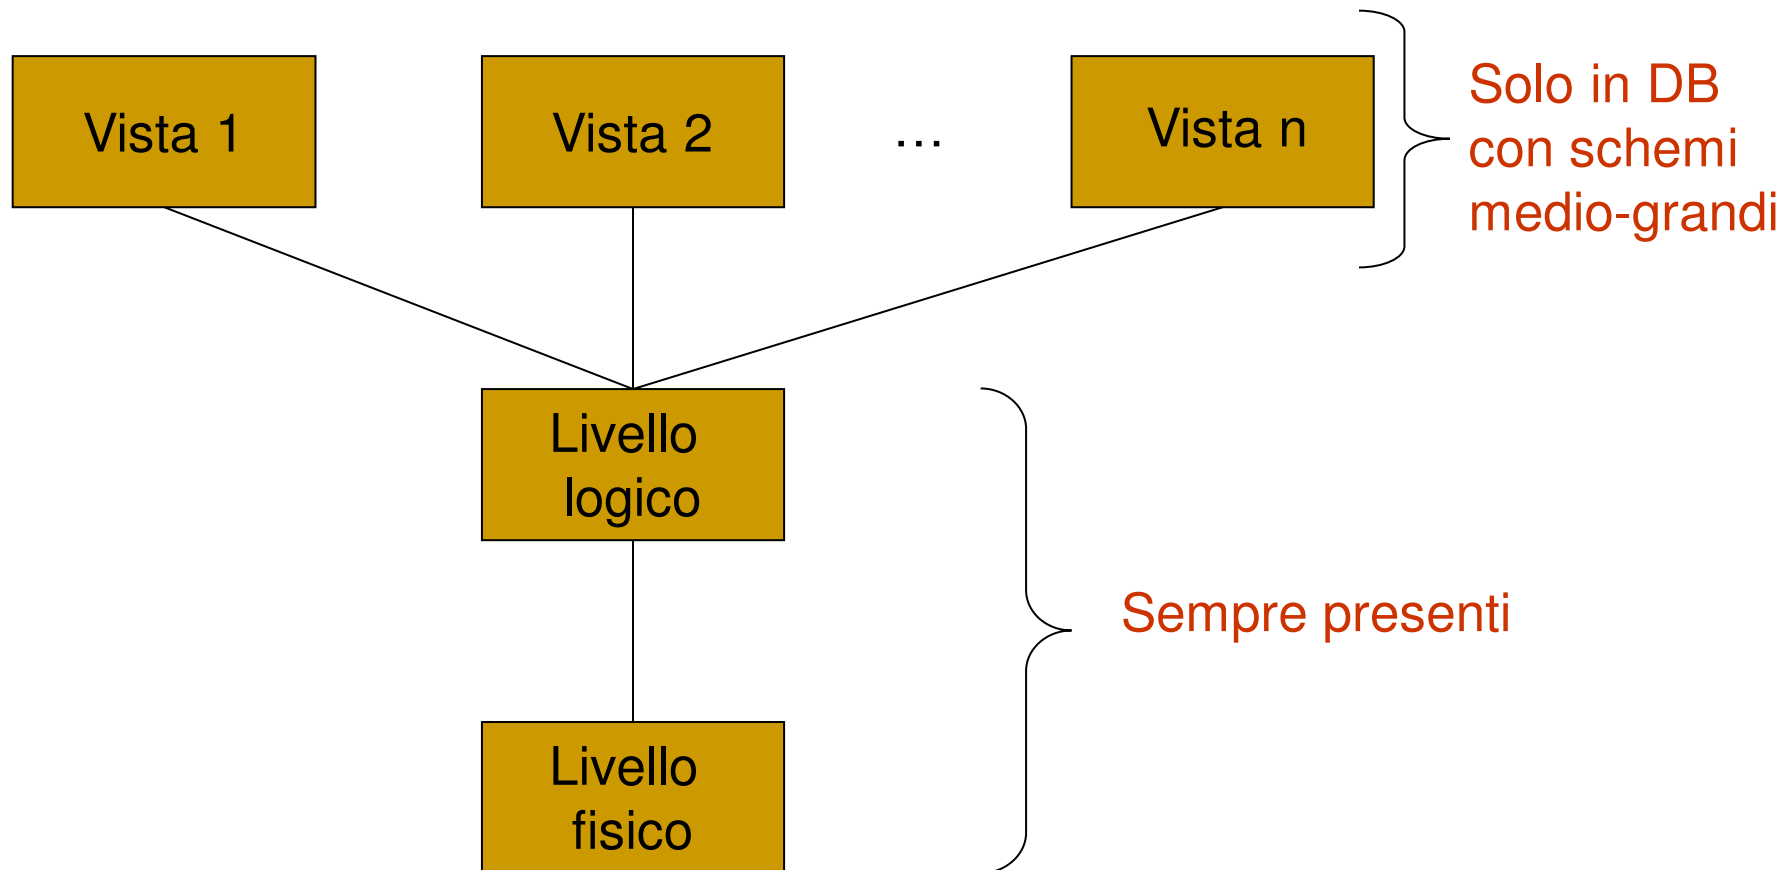 Vista 1
Vista 2
...
Vista n
Solo in DB
con schemi
medio-grandi
Livello
logico
Sempre presenti
Livello
fisico